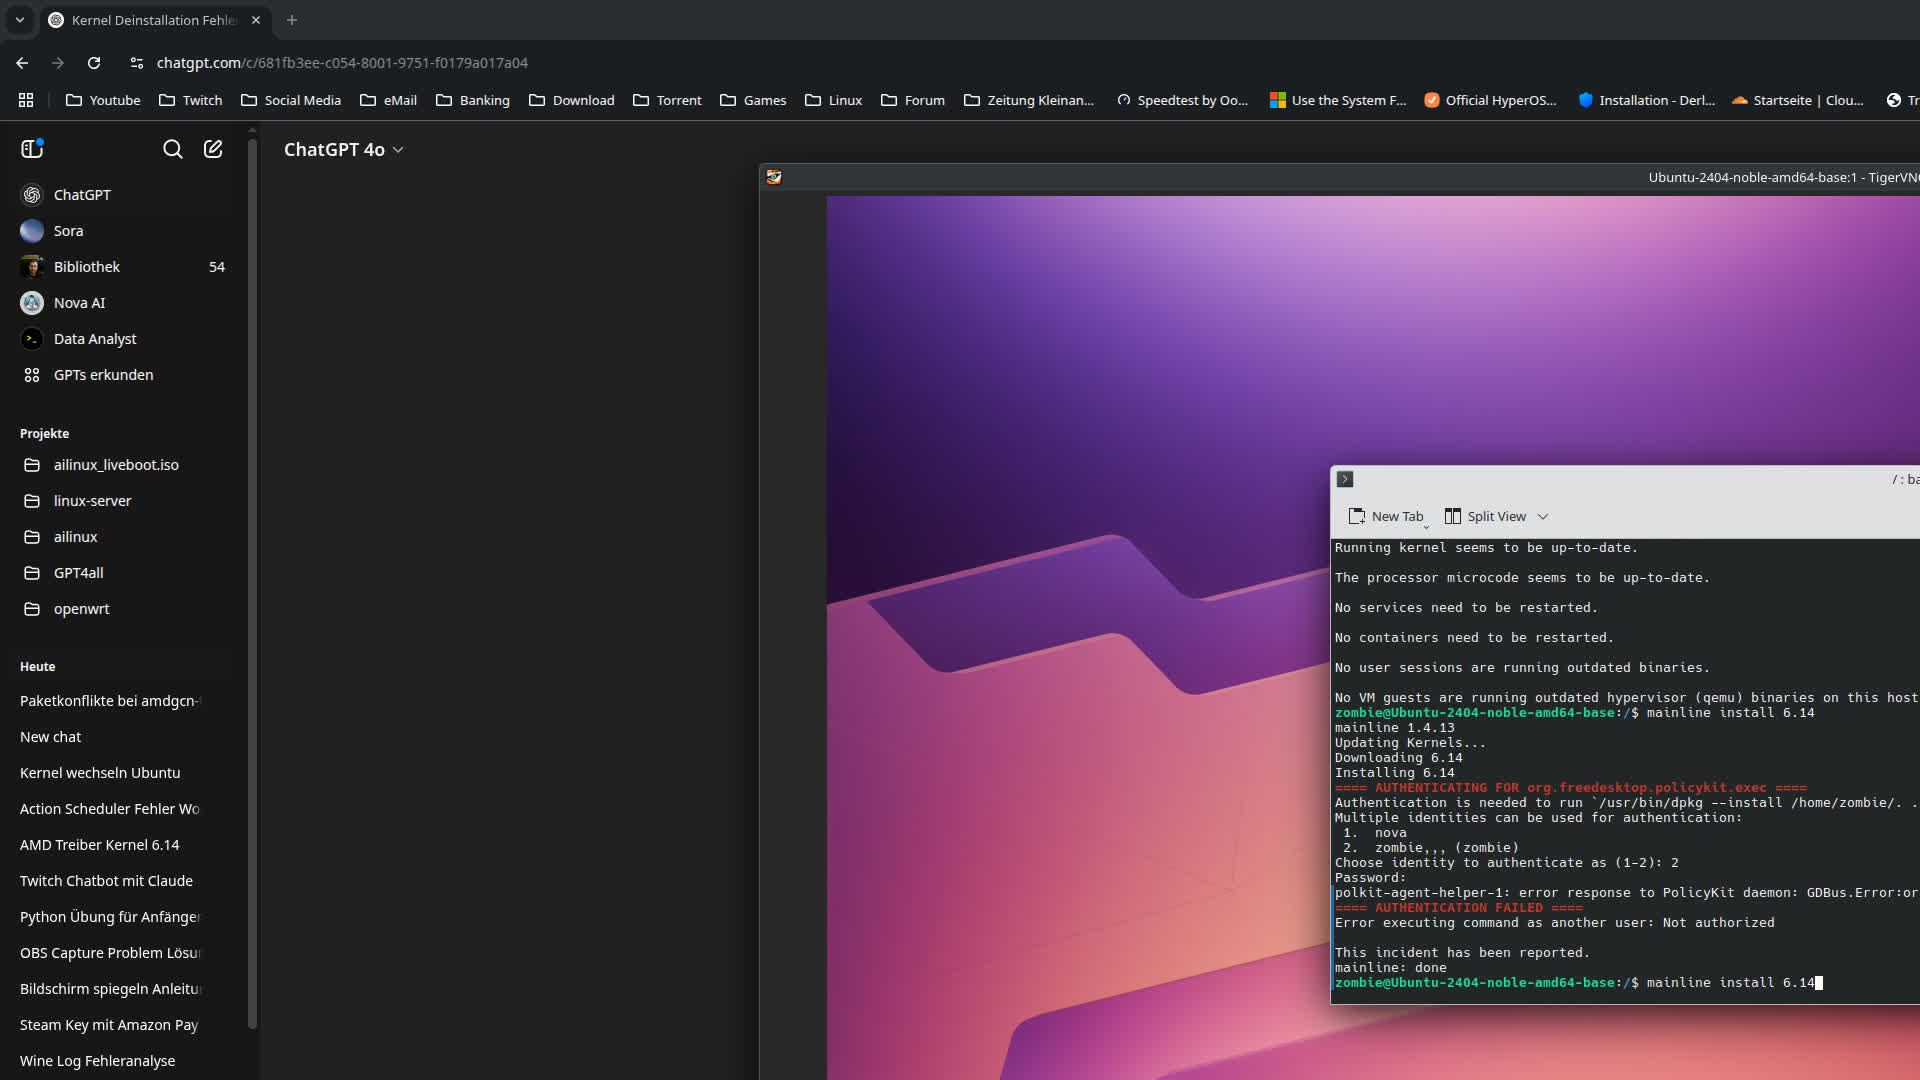 Kernel Deinstallation Fehle
chatgpt.com/c/681fb3ee-c054-8001-9751-f0179a017a04
Youtube
Twitch
Social Media
eMail
Banking
Download
Torrent
Games
Linux
Forum
Zeitung Kleinan...
Speedtest by Oo...
Use the System F...
Official HyperOS...
Installation - Derl...
Startseite | Clou...
Tr
ChatGPT 4o
ChatGPT
Sora
Bibliothek 54
Nova AI
Data Analyst
GPTs erkunden
Projekte
ailinux_liveboot.iso
linux-server
ailinux
GPT4all
openwrt
Heute
Paketkonflikte bei amdgcn-
New chat
Kernel wechseln Ubuntu
Action Scheduler Fehler Wo
AMD Treiber Kernel 6.14
Twitch Chatbot mit Claude
Python Übung für Anfänger
OBS Capture Problem Lösu
Bildschirm spiegeln Anleitu
Steam Key mit Amazon Pay
Wine Log Fehleranalyse
Ubuntu-2404-noble-amd64-base:1 - TigerVNC
/ : ba
New Tab
Split View
Running kernel seems to be up-to-date.
The processor microcode seems to be up-to-date.
No services need to be restarted.
No containers need to be restarted.
No user sessions are running outdated binaries.
No VM guests are running outdated hypervisor (qemu) binaries on this host
zombie@Ubuntu-2404-noble-amd64-base:/$ mainline install 6.14
mainline 1.4.13
Updating Kernels...
Downloading 6.14
Installing 6.14
==== AUTHENTICATING FOR org.freedesktop.policykit.exec ====
Authentication is needed to run `/usr/bin/dpkg --install /home/zombie/. .
Multiple identities can be used for authentication:
1. nova
2. zombie,,, (zombie)
Choose identity to authenticate as (1-2): 2
Password:
polkit-agent-helper-1: error response to PolicyKit daemon: GDBus.Error:or
==== AUTHENTICATION FAILED ====
Error executing command as another user: Not authorized
This incident has been reported.
mainline: done
zombie@Ubuntu-2404-noble-amd64-base:/$ mainline install 6.14